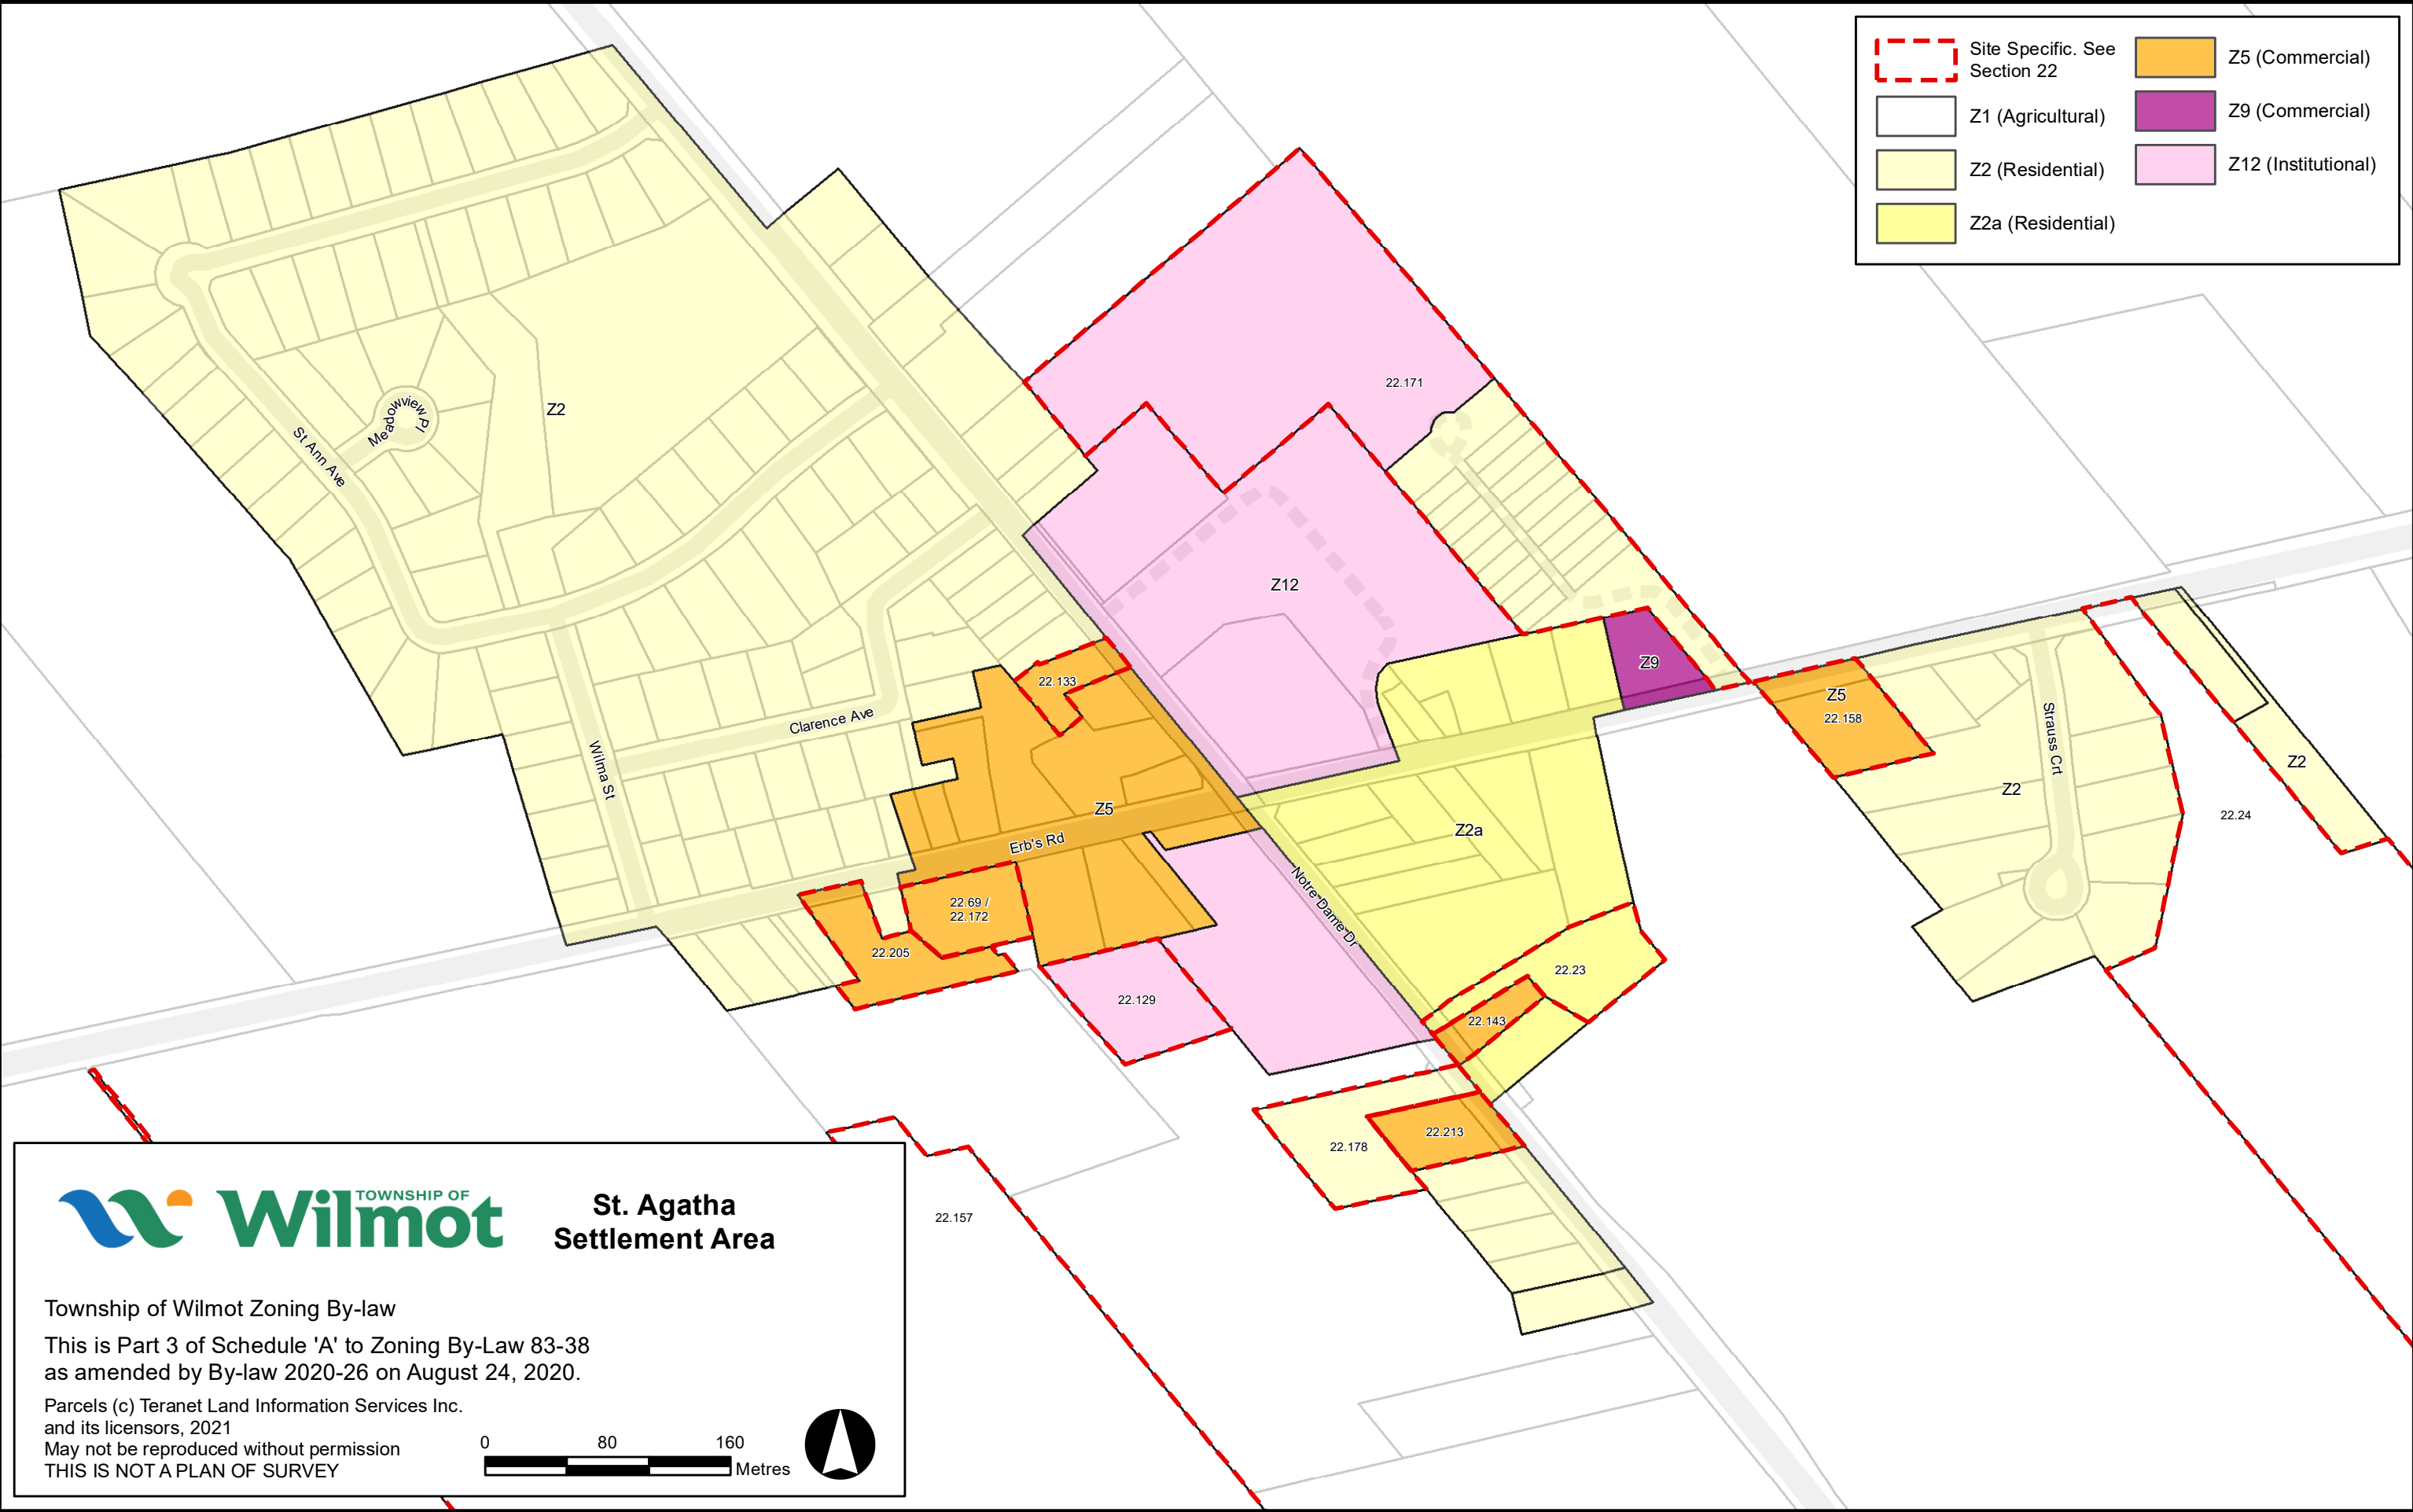 Site Specific. See
Section 22
Z1 (Agricultural)
Z2 (Residential)
Z2a (Residential)
Z5 (Commercial)
Z9 (Commercial)
Z12 (Institutional)
22.171
Z2
Meadowview Pl
St Ann Ave
Z12
Z9
22.133
Z5
22.158
Clarence Ave
Wilma St
Strauss Crt
Z2
Z2
22.24
Z5
Erb's Rd
Z2a
Notre Dame Dr
22.69 /
22.172
22.205
22.129
22.23
22.143
22.213
22.178
22.157
TOWNSHIP OF
Wilmot
St. Agatha
Settlement Area
Township of Wilmot Zoning By-law
This is Part 3 of Schedule 'A' to Zoning By-Law 83-38
as amended by By-law 2020-26 on August 24, 2020.
Parcels (c) Teranet Land Information Services Inc.
and its licensors, 2021
May not be reproduced without permission
THIS IS NOT A PLAN OF SURVEY
0 80 160
Metres